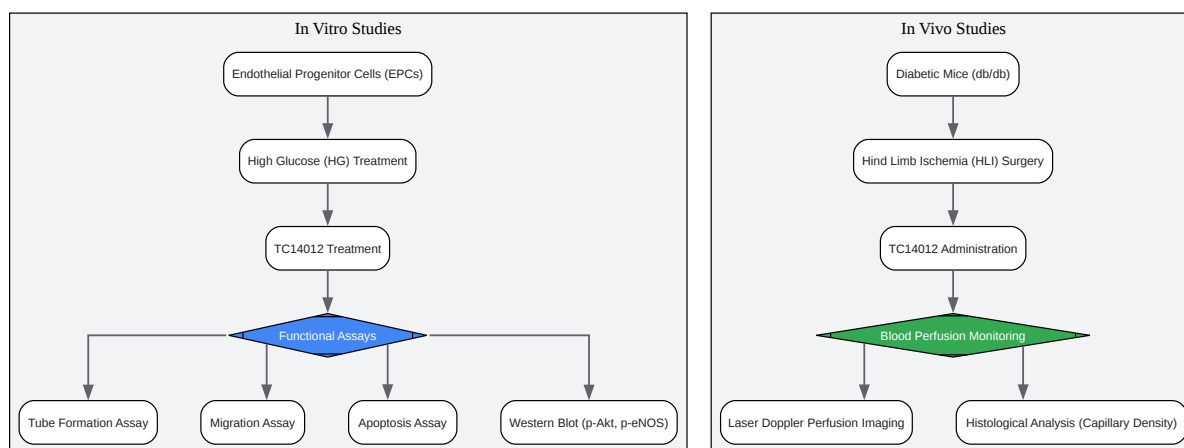 In Vitro Studies
Endothelial Progenitor Cells (EPCs)
High Glucose (HG) Treatment
TC14012 Treatment
Functional Assays
Tube Formation Assay
Migration Assay
Apoptosis Assay
Western Blot (p-Akt, p-eNOS)
In Vivo Studies
Diabetic Mice (db/db)
Hind Limb Ischemia (HLI) Surgery
TC14012 Administration
Blood Perfusion Monitoring
Laser Doppler Perfusion Imaging
Histological Analysis (Capillary Density)